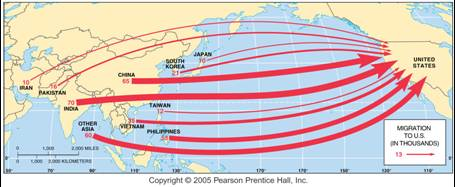 JAPAN
10
SOUTH
KOREA
21
UNITED
STATES
CHINA
65
IRAN
10
PAKISTAN
16
INDIA
70
TAIWAN
12
VIETNAM
35
OTHER
ASIA
60
PHILIPPINES
MIGRATION
TO U.S.
(IN THOUSANDS)
13
0 1,000 2,000 MILES
0 1,000 2,000 KILOMETERS
Copyright © 2005 Pearson Prentice Hall, Inc.